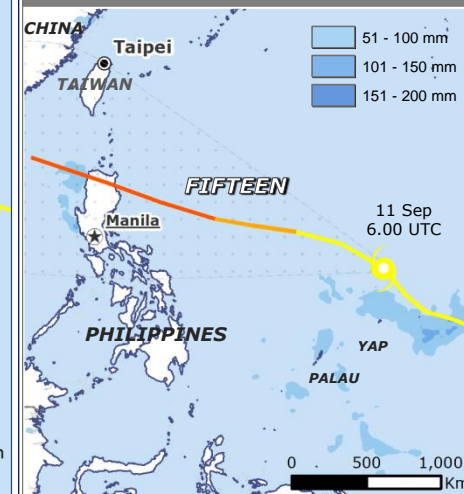 CHINA
Taipei
TAIWAN
51 - 100 mm
101 - 150 mm
151 - 200 mm
FIFTEEN
11 Sep
6.00 UTC
Manila
PHILIPPINES
YAP
PALAU
0 500 1,000
Km